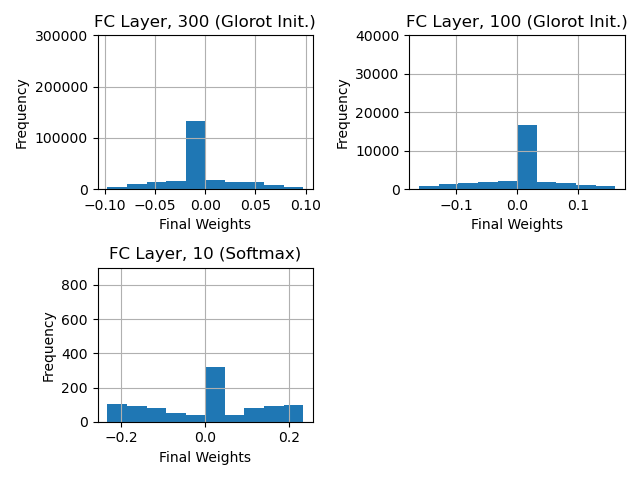 FC Layer, 300 (Glorot Init.)
300000
200000
100000
0
Frequency
−0.10 −0.05 0.00 0.05 0.10
Final Weights
FC Layer, 100 (Glorot Init.)
40000
30000
20000
10000
0
Frequency
−0.1 0.0 0.1
Final Weights
FC Layer, 10 (Softmax)
800
600
400
200
0
Frequency
−0.2 0.0 0.2
Final Weights